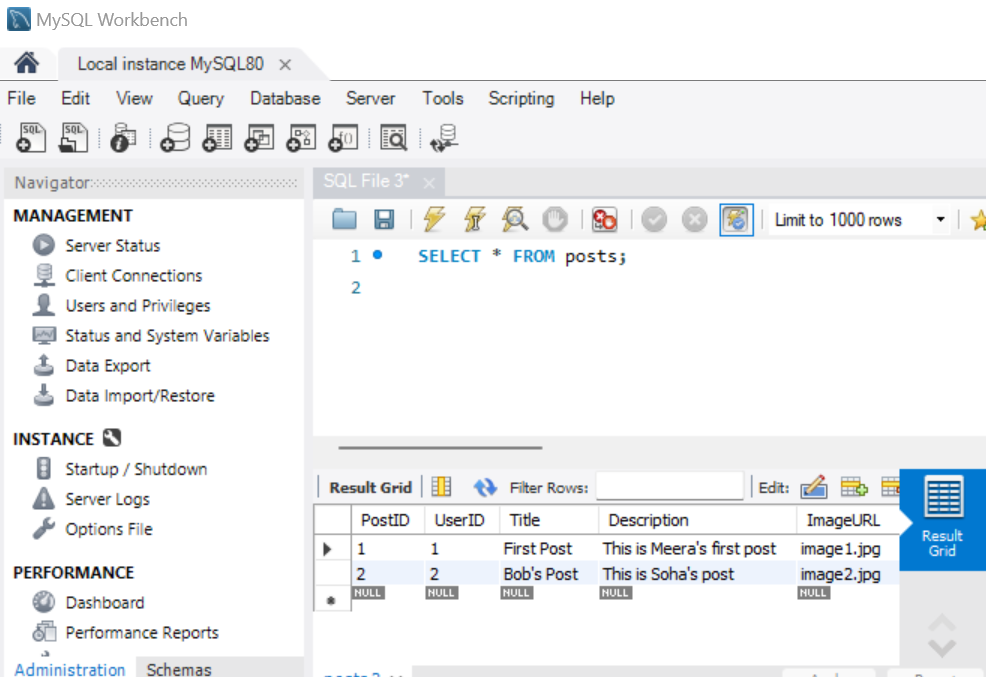 MySQL Workbench
Local instance MySQL80
File Edit View Query Database Server Tools Scripting Help
SQL SQL
Navigator
SQL File 3*
MANAGEMENT
Server Status
Client Connections
Users and Privileges
Status and System Variables
Data Export
Data Import/Restore
INSTANCE
Startup / Shutdown
Server Logs
Options File
PERFORMANCE
Dashboard
Performance Reports
Administration Schemas
Limit to 1000 rows
1 SELECT * FROM posts;
2
Result Grid Filter Rows: Edit:
PostID UserID Title Description ImageURL
1 1 First Post This is Meera's first post image1.jpg
2 2 Bob's Post This is Soha's post image2.jpg
NULL NULL NULL NULL NULL
Result
Grid